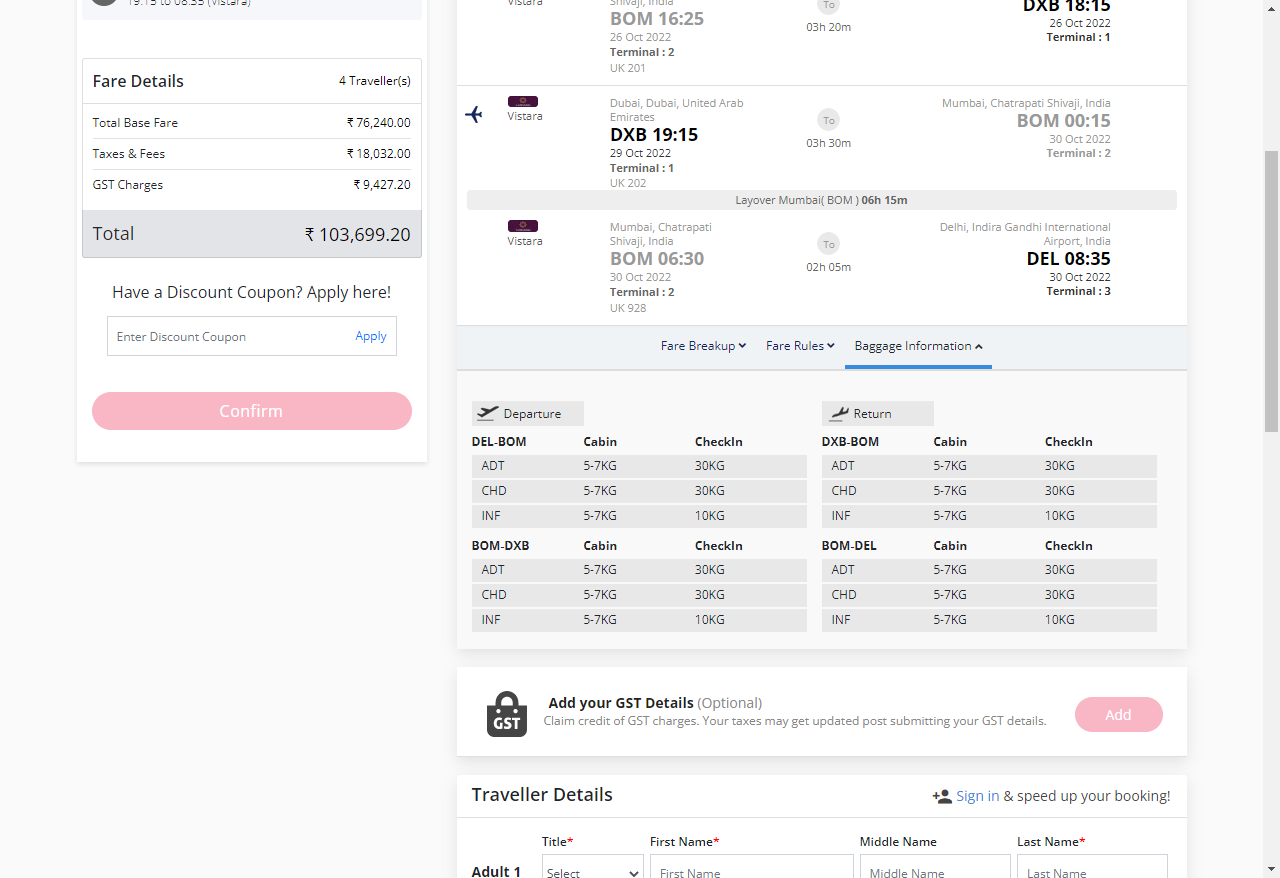 19:15 to 08:35 (Vistara)
Fare Details 4 Traveller(s)
Total Base Fare ₹ 76,240.00
Taxes & Fees ₹ 18,032.00
GST Charges ₹ 9,427.20
Total ₹ 103,699.20
Have a Discount Coupon? Apply here!
Enter Discount Coupon Apply
Confirm
Vistara
Shivaji, India
BOM 16:25
26 Oct 2022
Terminal : 2
UK 201
To
03h 20m
DXB 18:15
26 Oct 2022
Terminal : 1
Vistara
Dubai, Dubai, United Arab
Emirates
DXB 19:15
29 Oct 2022
Terminal : 1
UK 202
To
03h 30m
Mumbai, Chatrapati Shivaji, India
BOM 00:15
30 Oct 2022
Terminal : 2
Layover Mumbai( BOM ) 06h 15m
Vistara
Mumbai, Chatrapati
Shivaji, India
BOM 06:30
30 Oct 2022
Terminal : 2
UK 928
To
02h 05m
Delhi, Indira Gandhi International
Airport, India
DEL 08:35
30 Oct 2022
Terminal : 3
Fare Breakup Fare Rules Baggage Information
Departure
DEL-BOM Cabin CheckIn
ADT 5-7KG 30KG
CHD 5-7KG 30KG
INF 5-7KG 10KG
BOM-DXB Cabin CheckIn
ADT 5-7KG 30KG
CHD 5-7KG 30KG
INF 5-7KG 10KG
Return
DXB-BOM Cabin CheckIn
ADT 5-7KG 30KG
CHD 5-7KG 30KG
INF 5-7KG 10KG
BOM-DEL Cabin CheckIn
ADT 5-7KG 30KG
CHD 5-7KG 30KG
INF 5-7KG 10KG
GST
Add your GST Details (Optional)
Claim credit of GST charges. Your taxes may get updated post submitting your GST details.
Add
Traveller Details
Sign in & speed up your booking!
Title* First Name* Middle Name Last Name*
Adult 1 Select First Name Middle Name Last Name